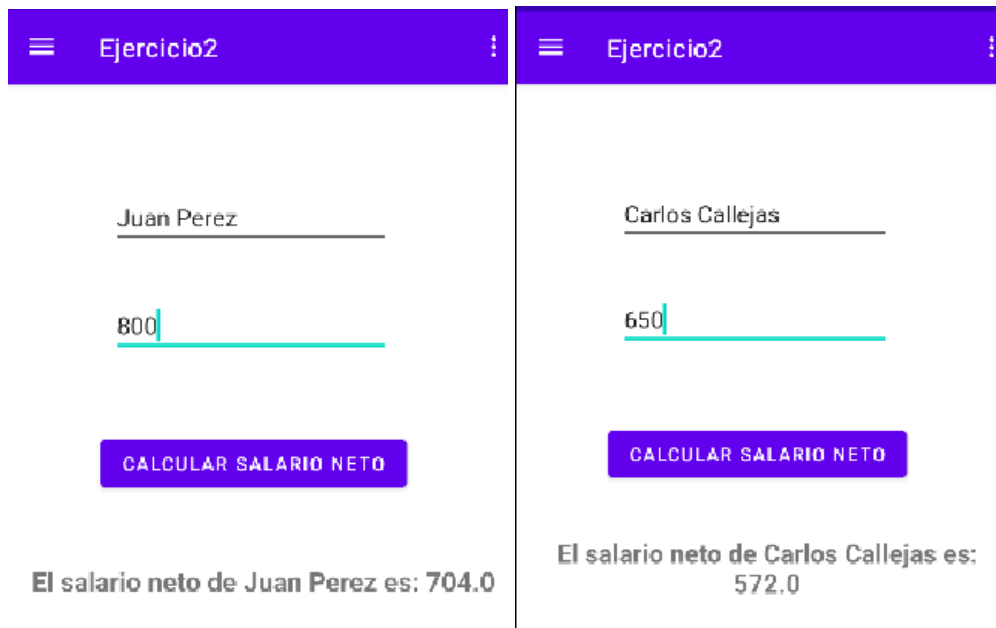 Ejercicio2
Juan Perez
800
CALCULAR SALARIO NETO
El salario neto de Juan Perez es: 704.0
Ejercicio2
Carlos Callejas
650
CALCULAR SALARIO NETO
El salario neto de Carlos Callejas es:
572.0